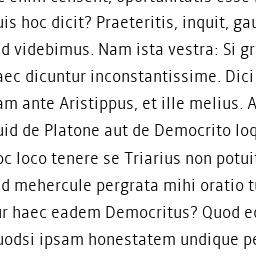 uis hoc dicit? Praeteritis, inquit, gau
d videbimus. Nam ista vestra: Si gr
aec dicuntur inconstantissime. Dici
am ante Aristippus, et ille melius. A
uid de Platone aut de Democrito loq
oc loco tenere se Triarius non potuit
d mehercule pergrata mihi oratio tu
ur haec eadem Democritus? Quod e
uodsi ipsam honestatem undique pe